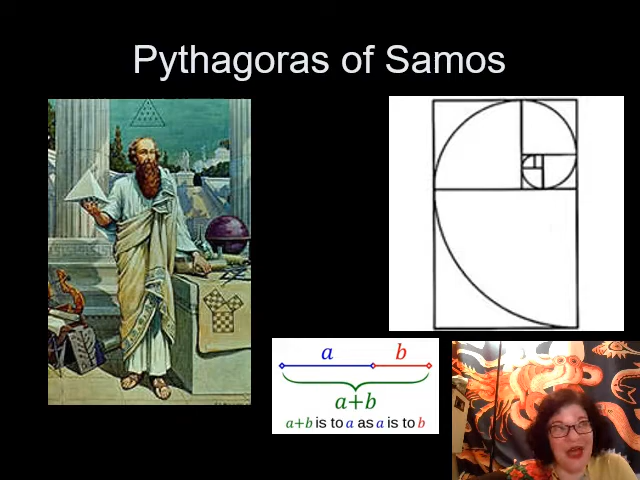 Pythagoras of Samos
a b
a+b
a+b is to a as a is to b